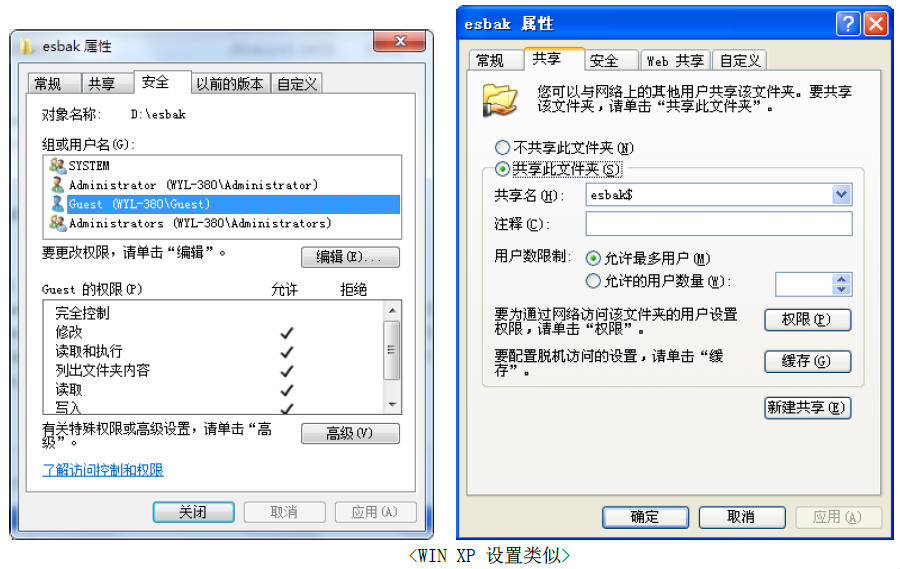 esbak 属性
常规 共享 安全 以前的版本 自定义
对象名称: D:\esbak
组或用户名(G):
SYSTEM
Administrator (WYL-380\Administrator)
Guest (WYL-380\Guest)
Administrators (WYL-380\Administrators)
要更改权限，请单击“编辑”。
编辑(E)...
Guest 的权限(P) 允许 拒绝
完全控制
修改
读取和执行
列出文件夹内容
读取
写入
有关特殊权限或高级设置，请单击“高
级”。
高级(V)
了解访问控制和权限
关闭 取消 应用(A)
esbak 属性
常规 共享 安全 Web 共享 自定义
您可以与网络上的其他用户共享该文件夹。要共享
该文件夹，请单击“共享此文件夹”。
不共享此文件夹(N)
共享此文件夹(S)
共享名(H): esbak$
注释(C):
用户数限制: 允许最多用户(M)
允许的用户数量(W):
要为通过网络访问该文件夹的用户设置
权限，请单击“权限”。
权限(P)
要配置脱机访问的设置，请单击“缓
存”。
缓存(G)
新建共享(E)
确定 取消 应用(A)
<WIN XP 设置类似>